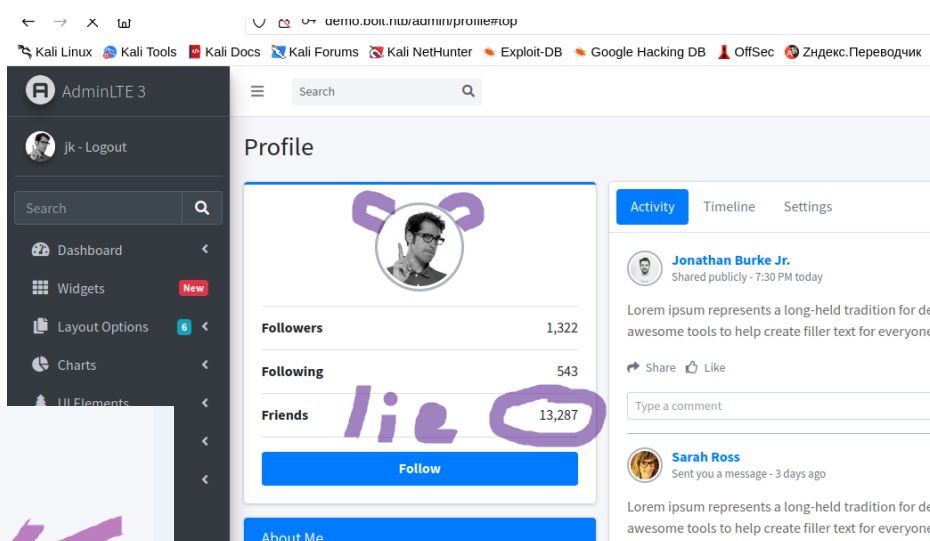 demo.bolt.htb/admin/profile#top
Kali Linux Kali Tools Kali Docs Kali Forums Kali NetHunter Exploit-DB Google Hacking DB OffSec Zндекс.Переводчик
AdminLTE 3
Search
jk - Logout
Profile
Search
Dashboard
Widgets New
Layout Options 6
Charts
UI Elements
Followers 1,322
Following 543
Friends 13,287
lie
Follow
About Me
Activity Timeline Settings
Jonathan Burke Jr.
Shared publicly - 7:30 PM today
Lorem ipsum represents a long-held tradition for de
awesome tools to help create filler text for everyone
Share Like
Type a comment
Sarah Ross
Sent you a message - 3 days ago
Lorem ipsum represents a long-held tradition for de
awesome tools to help create filler text for everyone